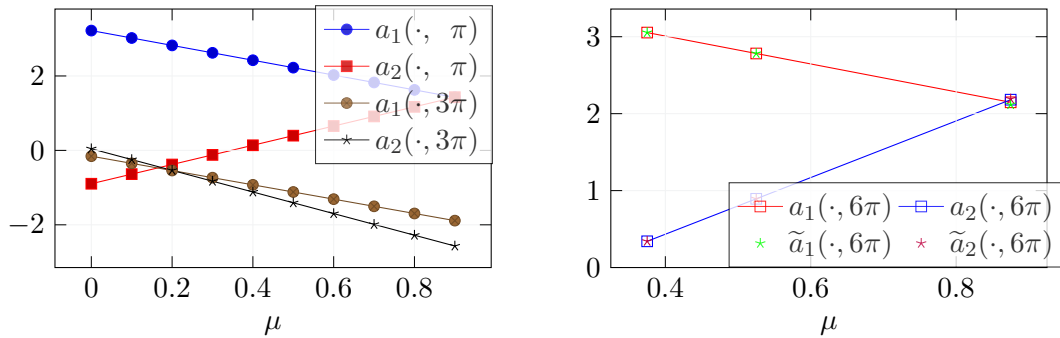 2
0
−2
0
0.2
0.4
0.6
0.8
μ
a₁(·, π)
a₂(·, π)
a₁(·, 3π)
a₂(·, 3π)
3
2
1
0
0.4
0.6
0.8
μ
a₁(·, 6π) a₂(·, 6π)
ã₁(·, 6π) ã₂(·, 6π)